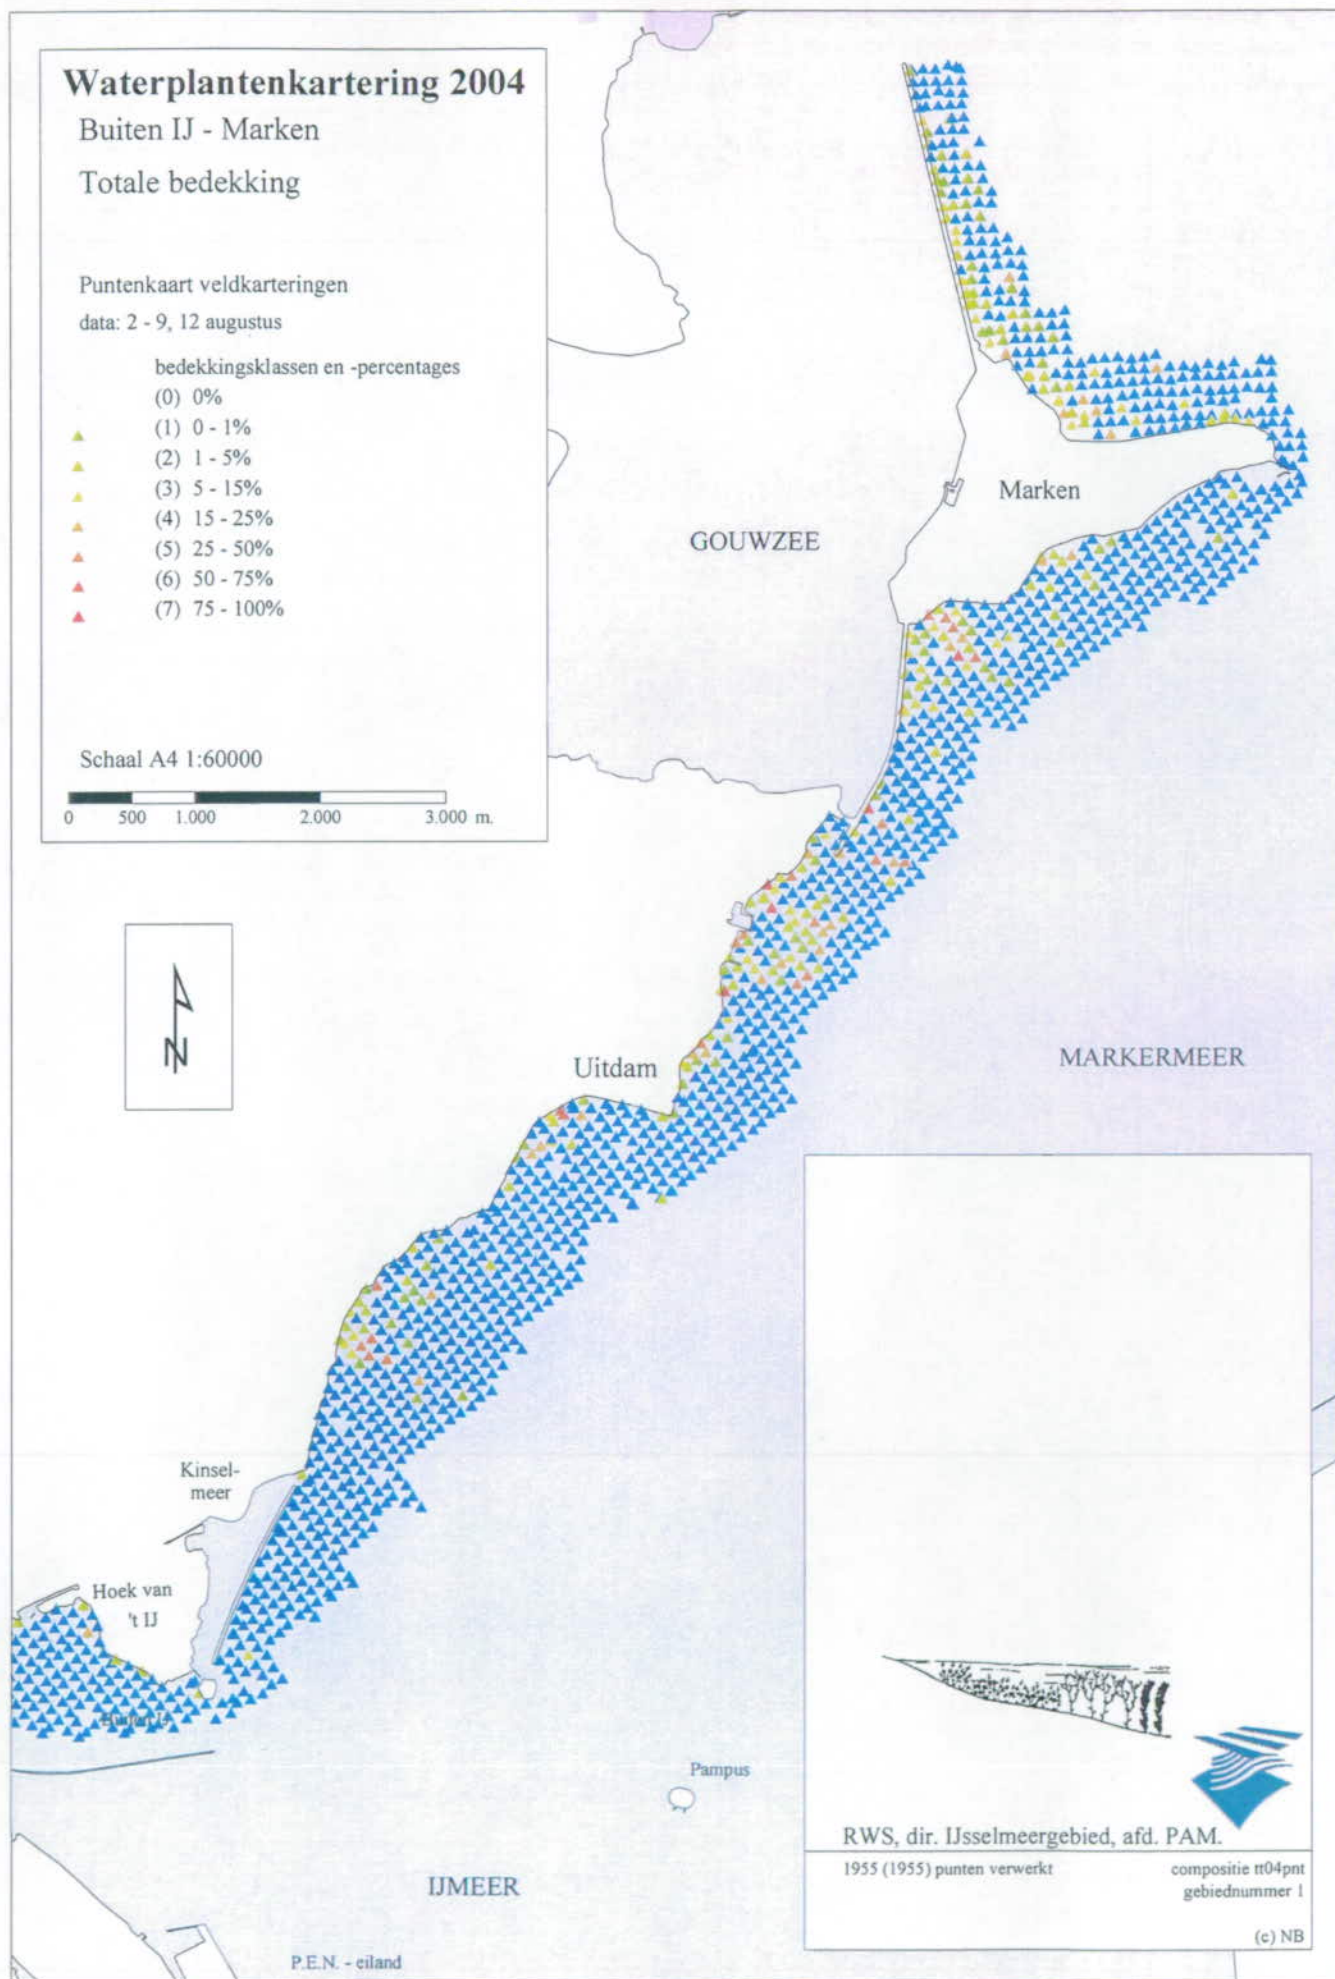 Waterplantenkartering 2004
Buiten IJ - Marken
Totale bedekking
Puntenkaart veldkarteringen
data: 2 - 9, 12 augustus
bedekkingsklassen en -percentages
(0) 0%
(1) 0 - 1%
(2) 1 - 5%
(3) 5 - 15%
(4) 15 - 25%
(5) 25 - 50%
(6) 50 - 75%
(7) 75 - 100%
Schaal A4 1:60000
0 500 1.000 2.000 3.000 m.
N
Marken
GOUWZEE
Uitdam
MARKERMEER
Kinsel-
meer
Hoek van
't IJ
Buiten IJ
Pampus
IJMEER
P.E.N. - eiland
RWS, dir. IJsselmeergebied, afd. PAM.
1955 (1955) punten verwerkt
compositie tt04pnt
gebiednummer 1
(c) NB